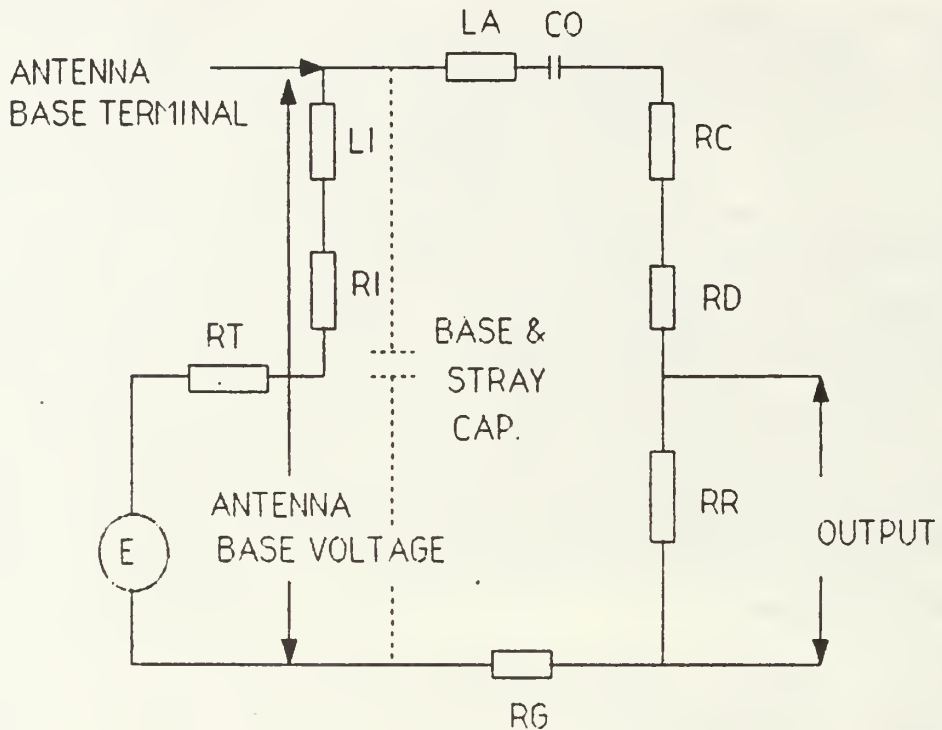 LA
CO
ANTENNA
BASE TERMINAL
LI
RC
RI
RD
RT
BASE &
STRAY
CAP.
ANTENNA
BASE VOLTAGE
RR
E
OUTPUT
RG